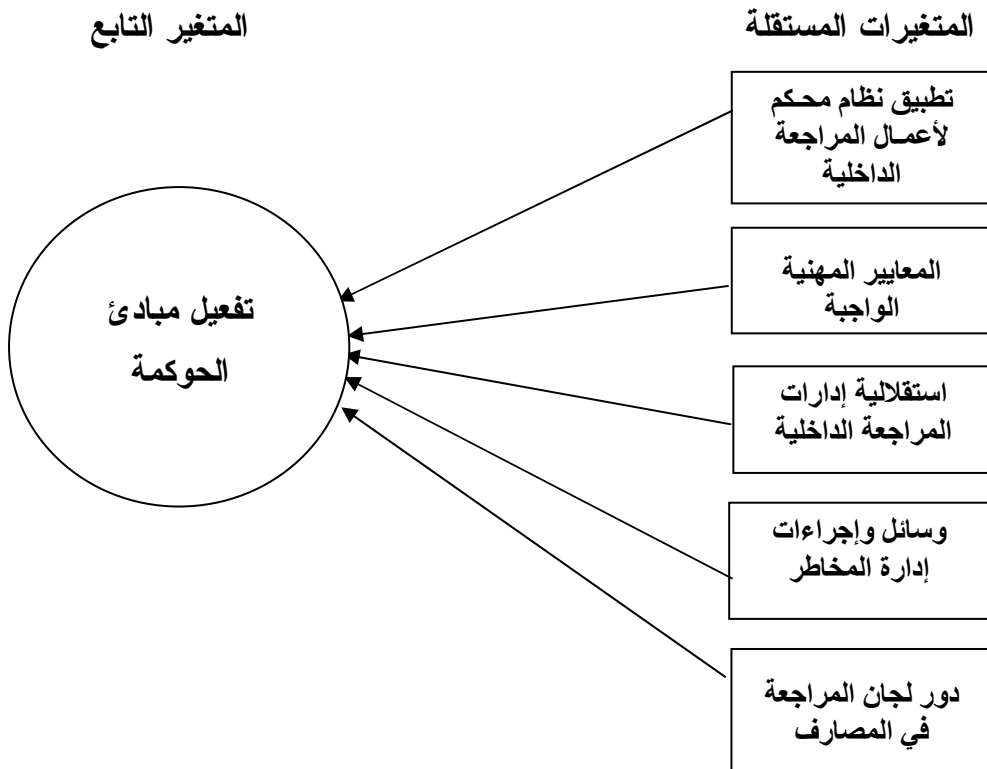 المتغيرات المستقلة
المتغير التابع
تطبيق نظام محكم
لأعمال المراجعة
الداخلية
المعايير المهنية
الواجبة
استقلالية إدارات
المراجعة الداخلية
وسائل وإجراءات
إدارة المخاطر
دور لجان المراجعة
في المصارف
تفعيل مبادئ
الحوكمة